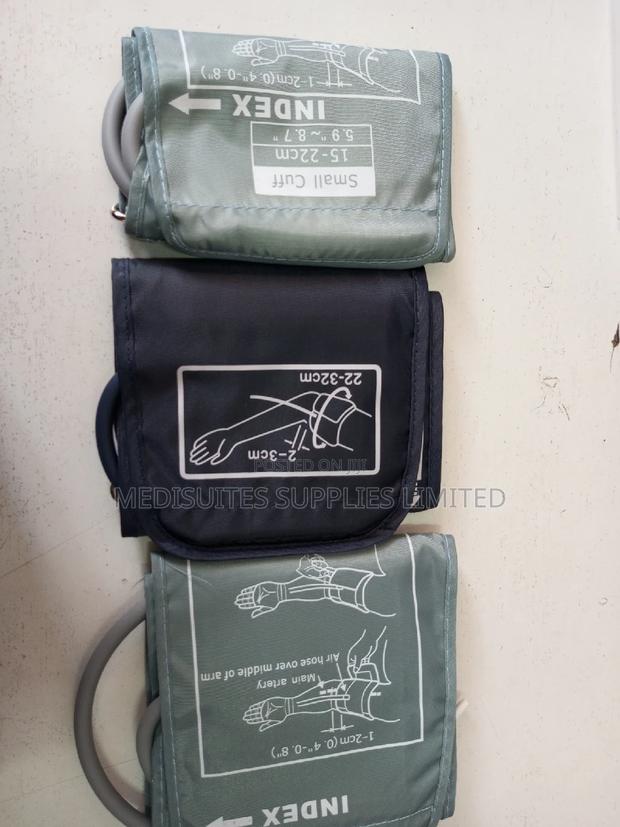 Small Cuff
15-22cm
5.9"~8.7"
INDEX
1-2cm(0.4"-0.8")
2-3cm
22-32cm
POSTED ON JIJI
MEDISUITES SUPPLIES LIMITED
INDEX
1-2cm(0.4"-0.8")
Main artery
Air hose over middle of arm